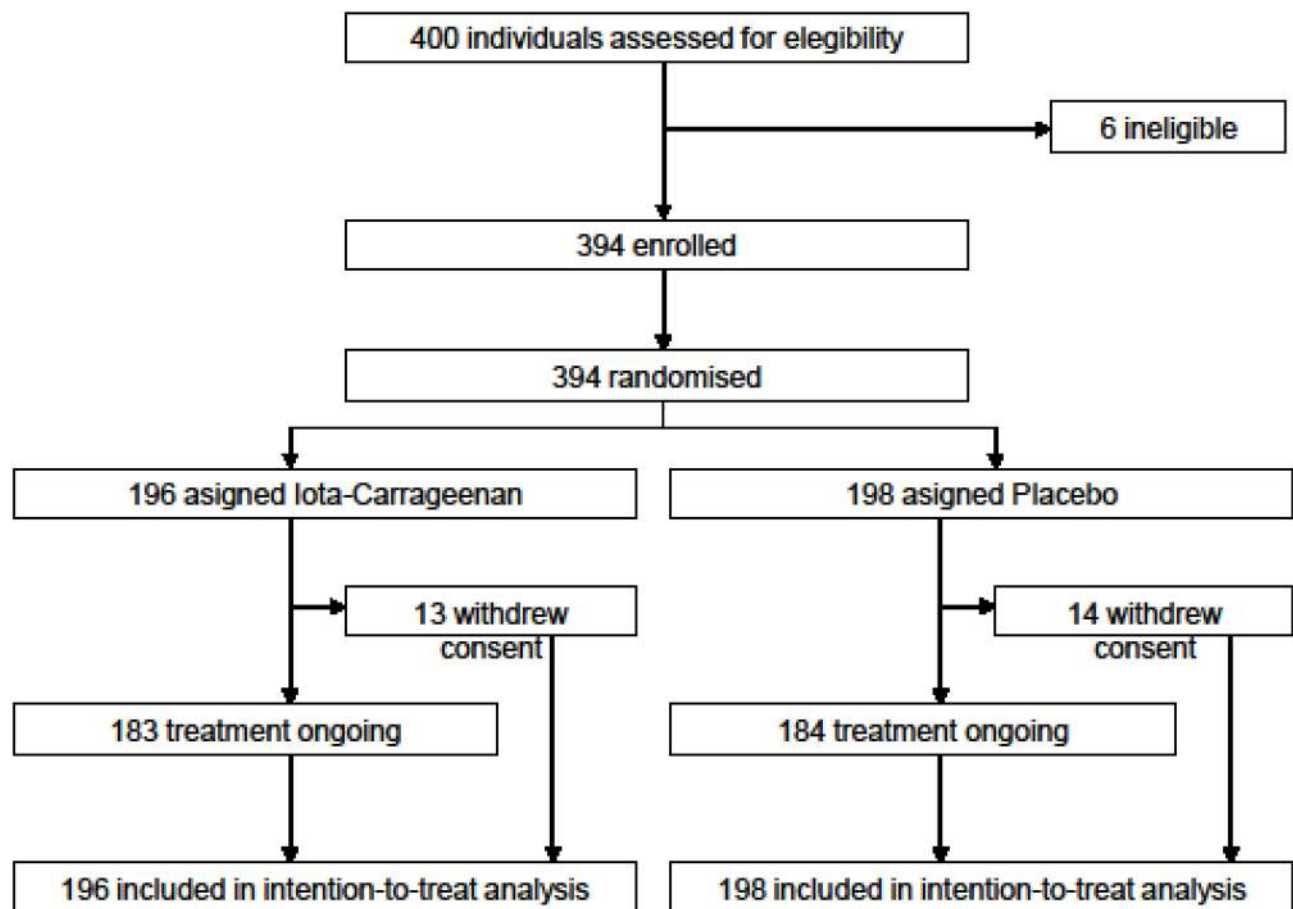 400 individuals assessed for elegibility
6 ineligible
394 enrolled
394 randomised
196 asigned Iota-Carrageenan
198 asigned Placebo
13 withdrew
consent
14 withdrew
consent
183 treatment ongoing
184 treatment ongoing
196 included in intention-to-treat analysis
198 included in intention-to-treat analysis